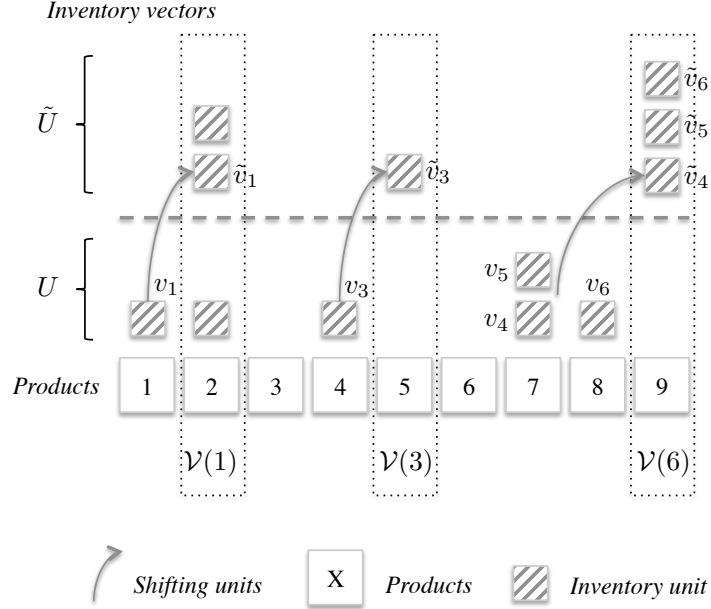 Inventory vectors
ṽ₆
Ũ
ṽ₅
ṽ₁ ṽ₃ ṽ₄
v₅
U v₁ v₃ v₆
v₄
Products 1 2 3 4 5 6 7 8 9
𝒱(1) 𝒱(3) 𝒱(6)
Shifting units X Products Inventory unit